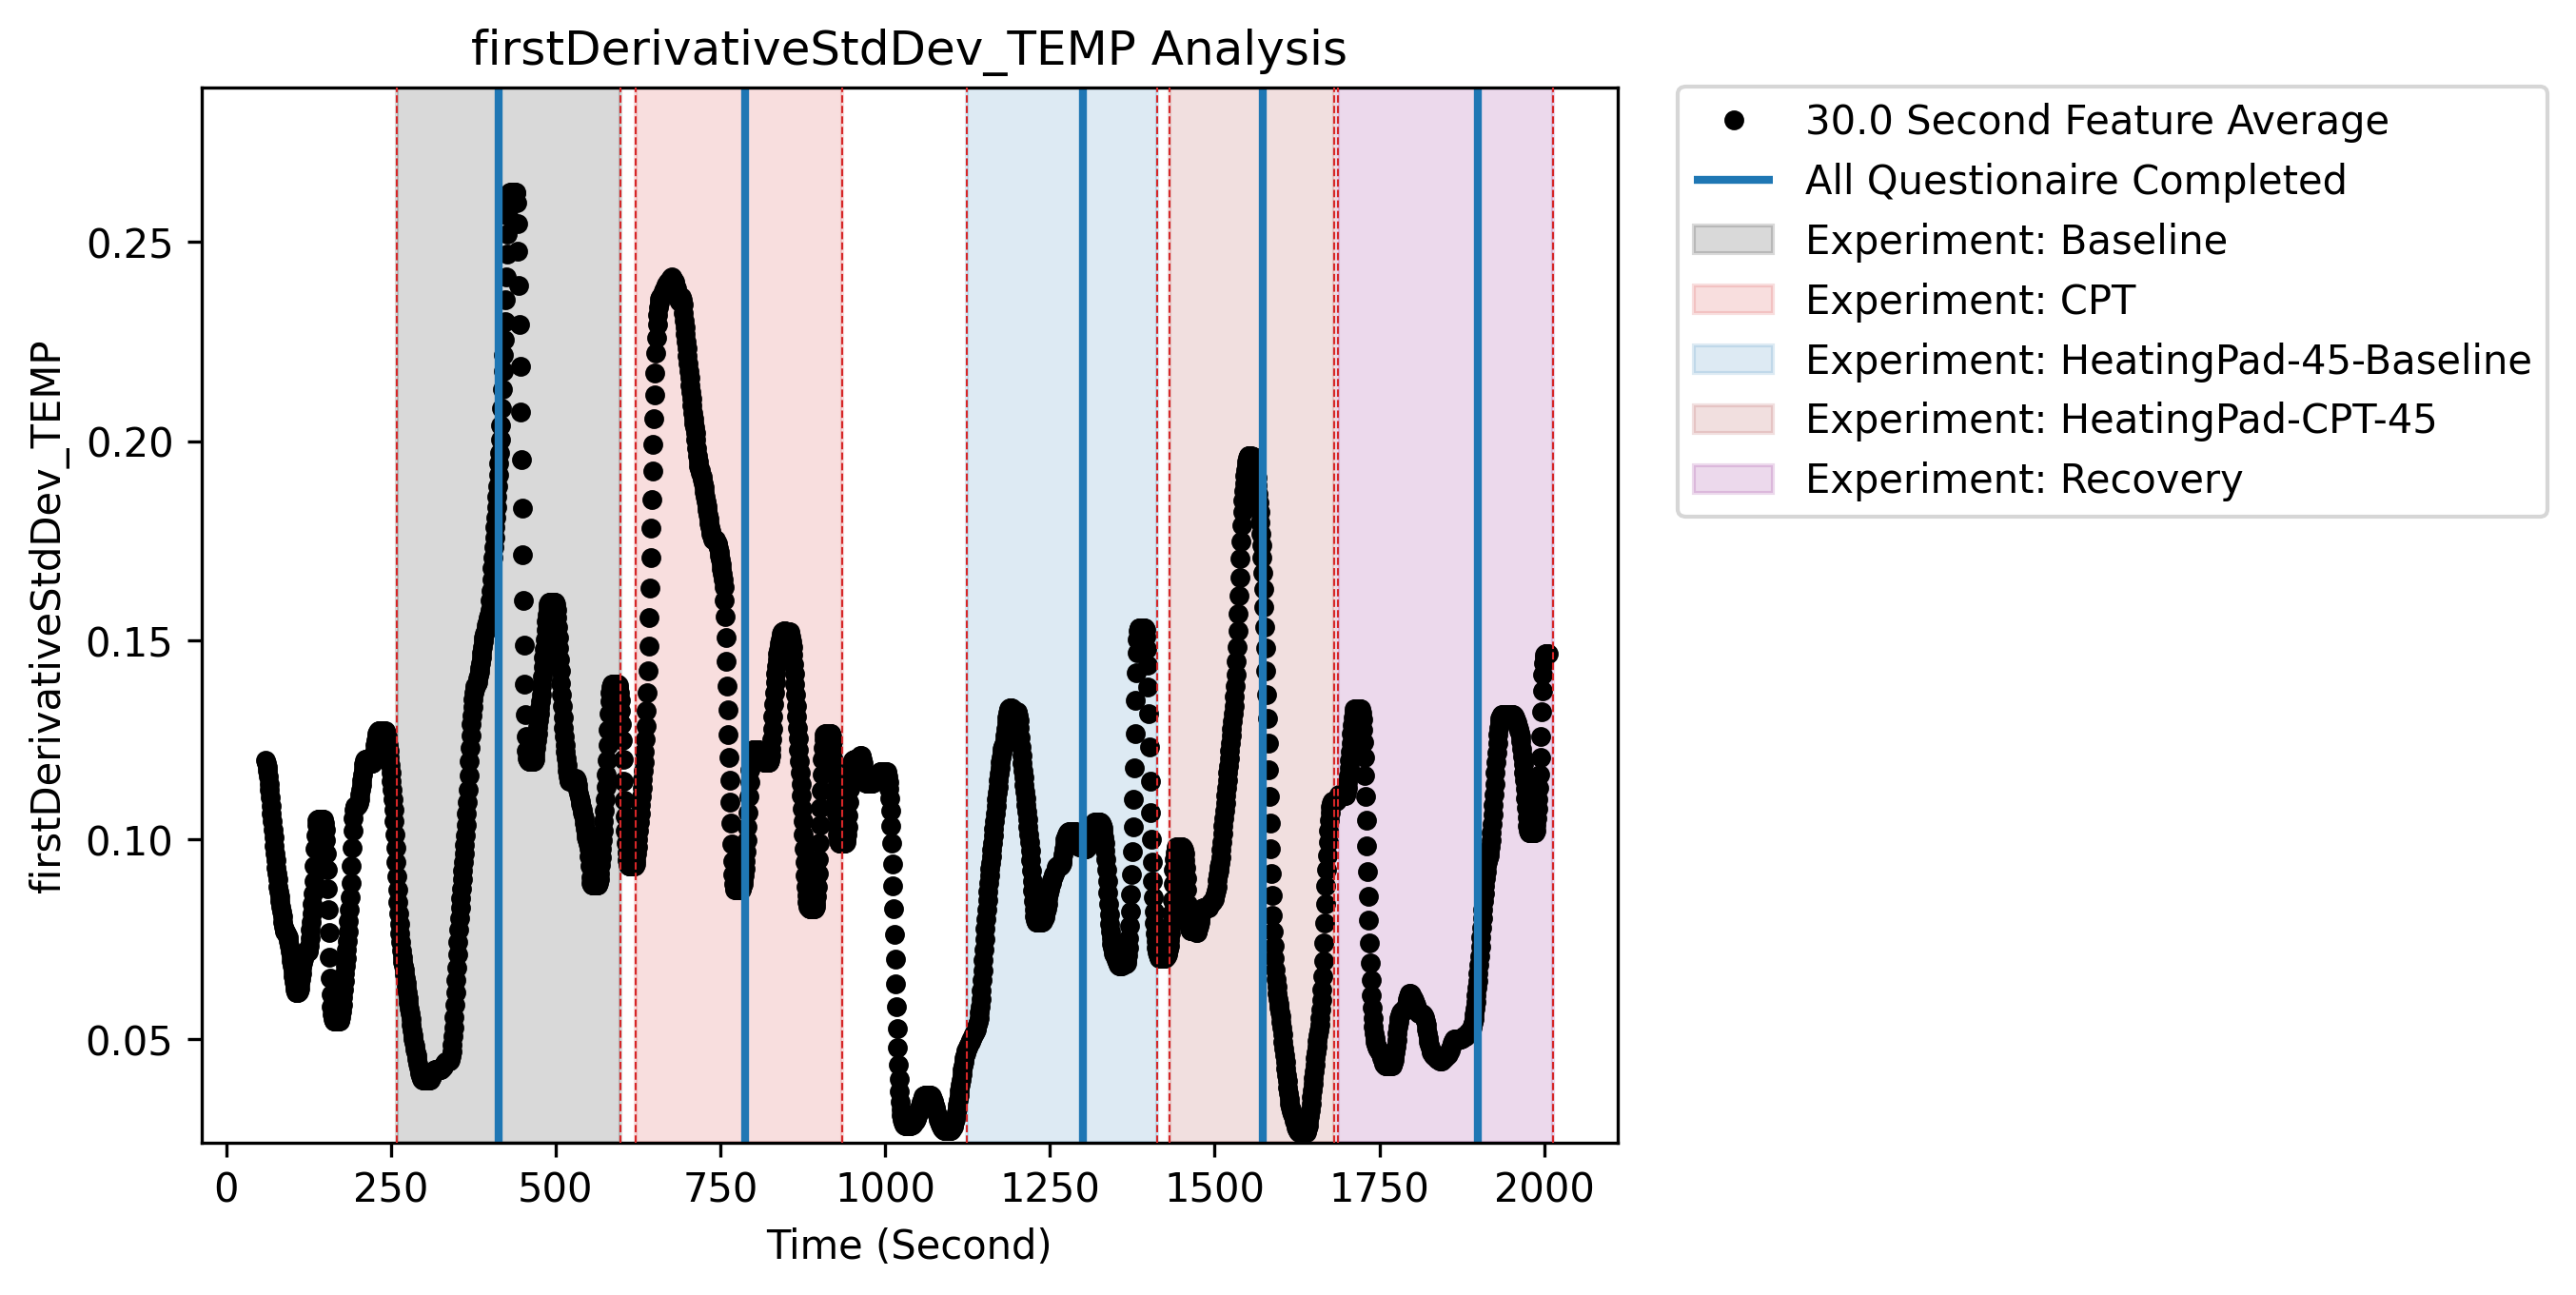 firstDerivativeStdDev_TEMP Analysis
firstDerivativeStdDev_TEMP
0.25
0.20
0.15
0.10
0.05
0 250 500 750 1000 1250 1500 1750 2000
Time (Second)
30.0 Second Feature Average
All Questionaire Completed
Experiment: Baseline
Experiment: CPT
Experiment: HeatingPad-45-Baseline
Experiment: HeatingPad-CPT-45
Experiment: Recovery